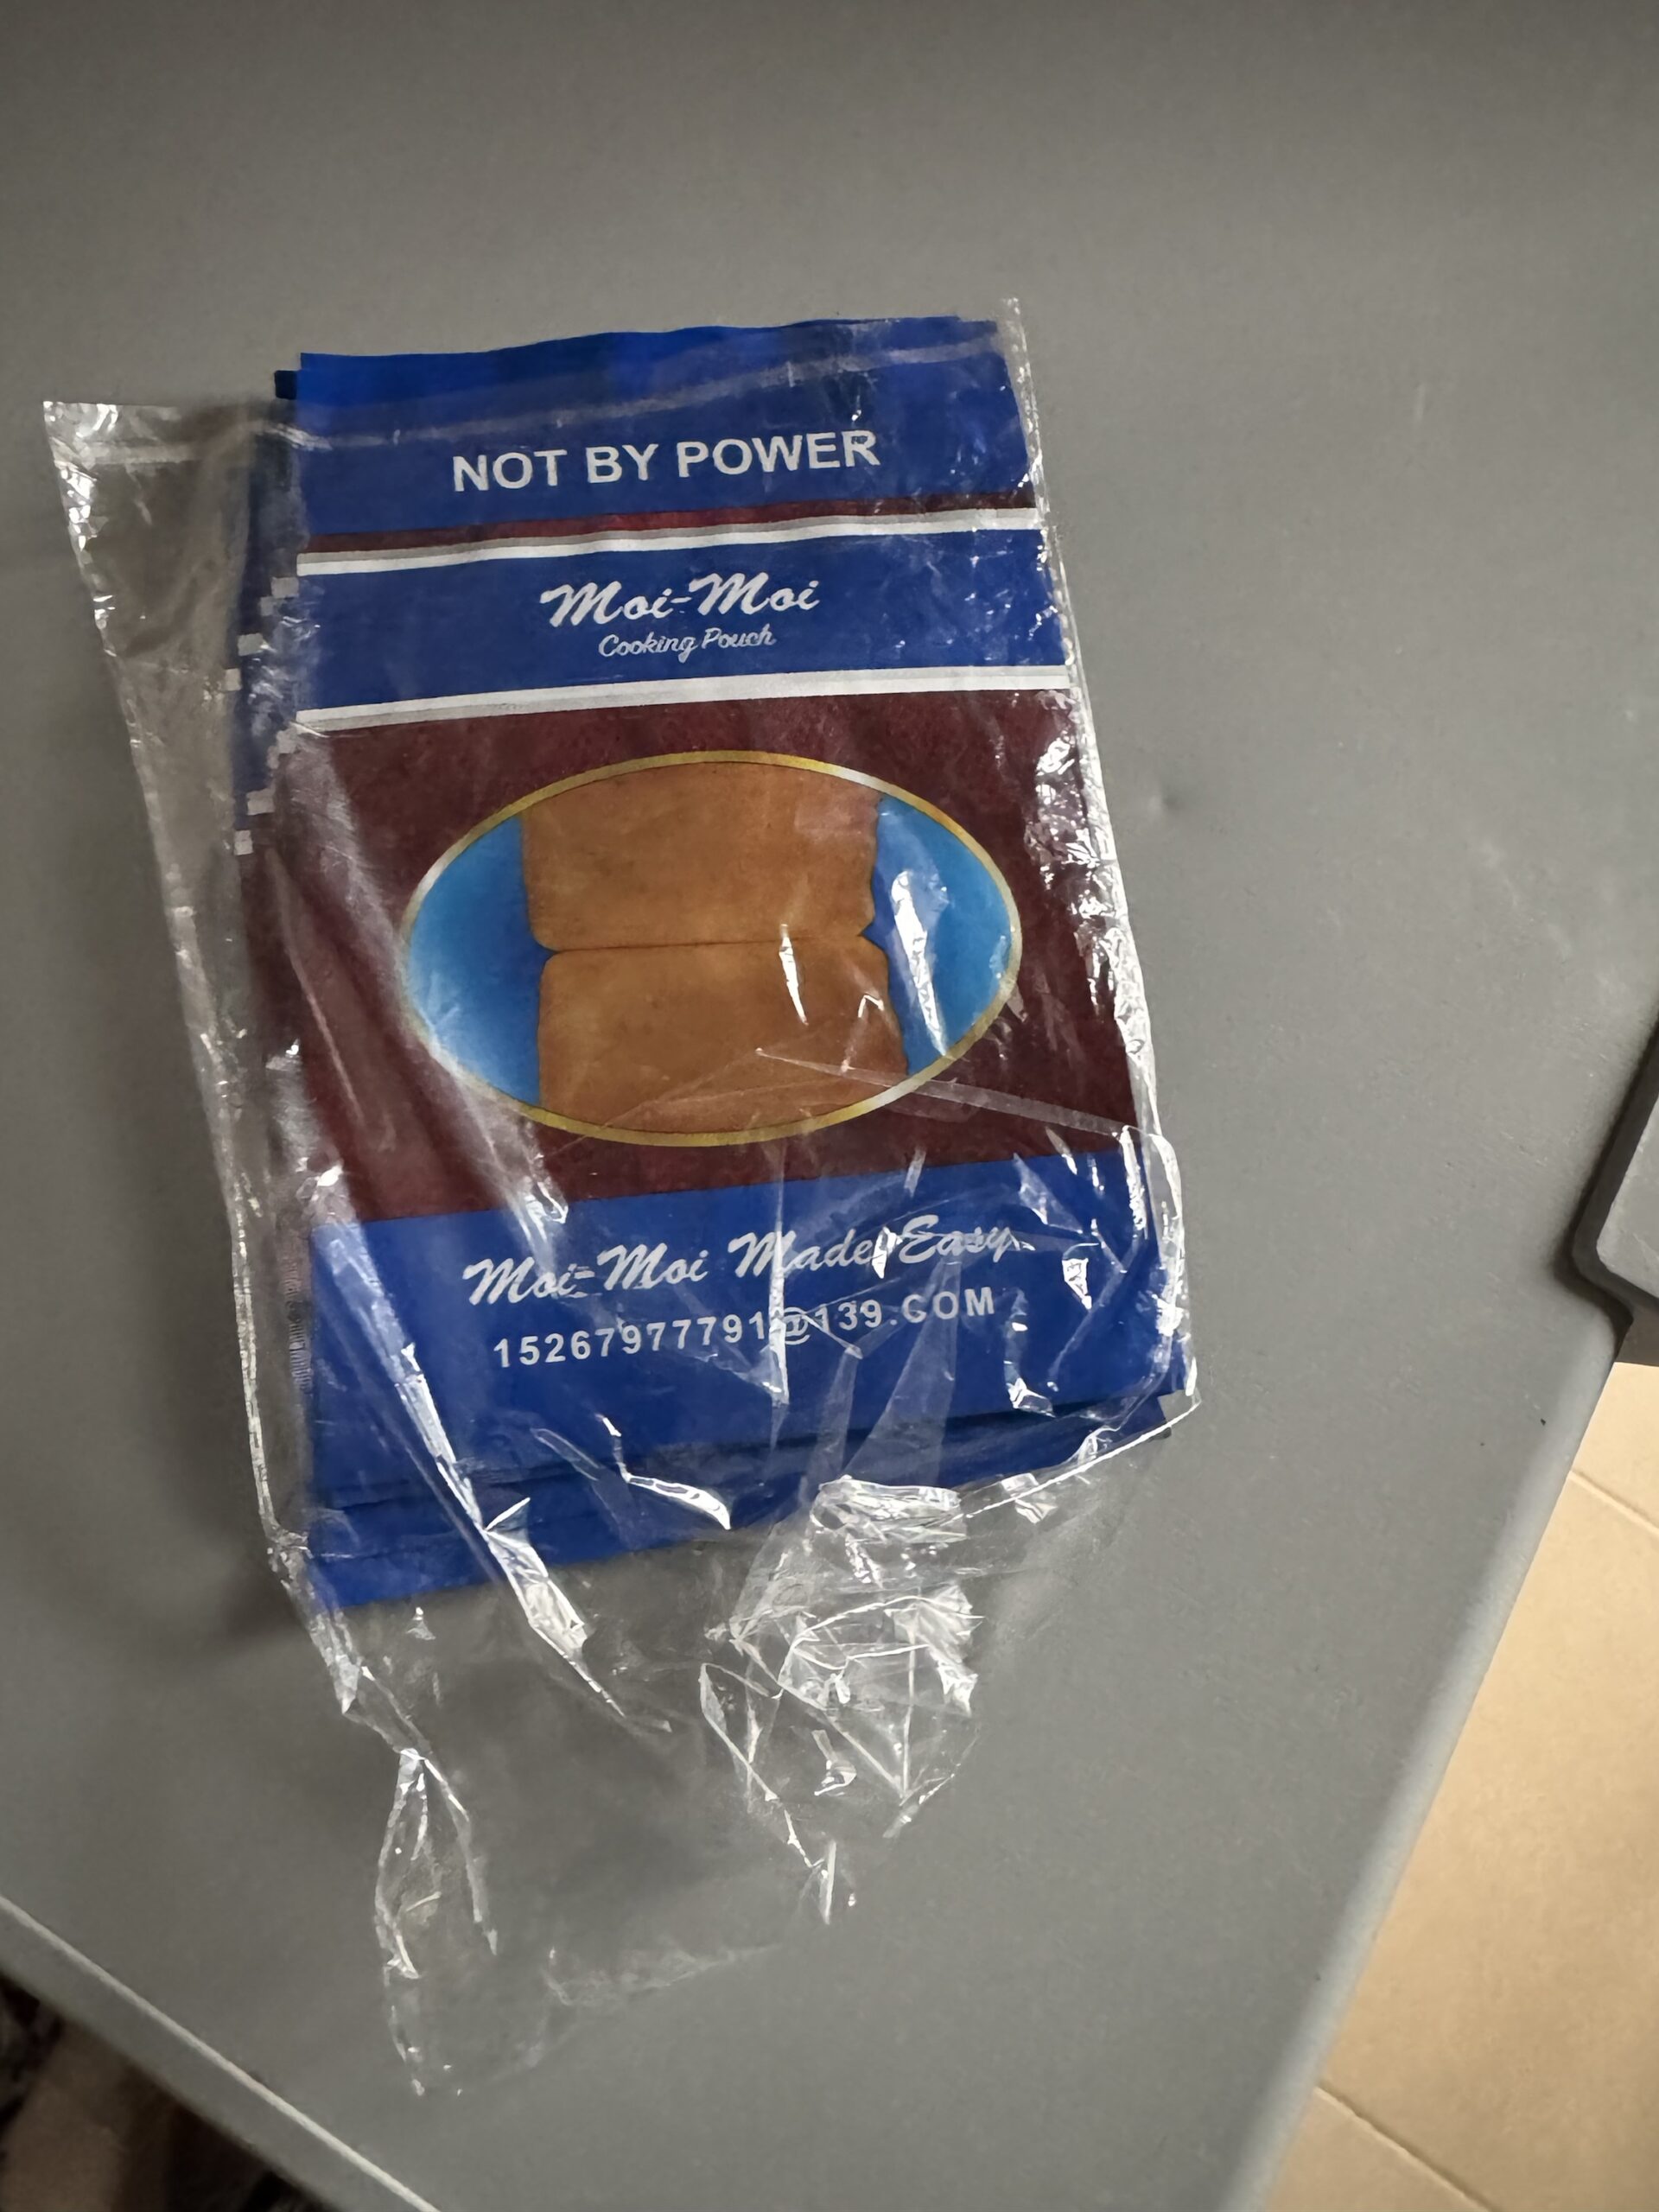 NOT BY POWER
Moi-Moi
Cooking Pouch
Moi-Moi Made Easy
15267977791@139.COM